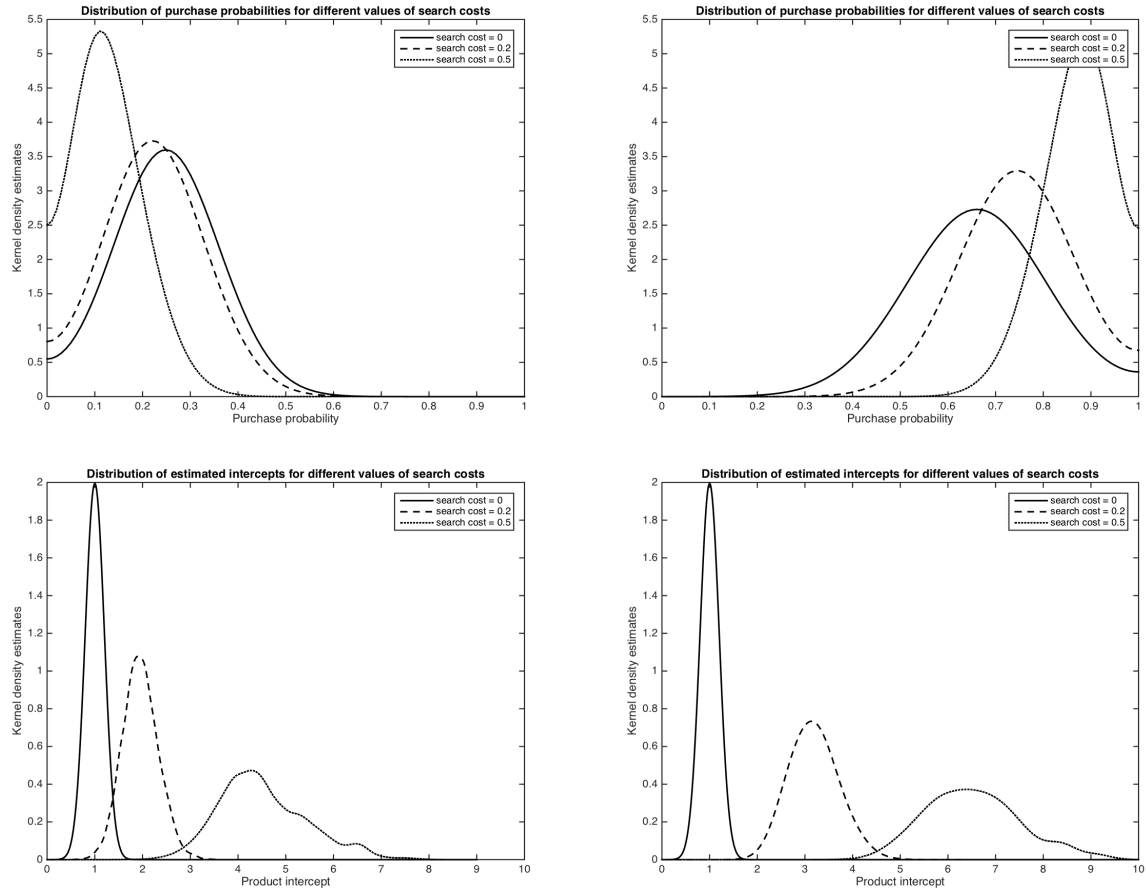 Distribution of purchase probabilities for different values of search costs
5.5
5
4.5
4
3.5
3
2.5
2
1.5
1
0.5
0
Kernel density estimates
search cost = 0
search cost = 0.2
search cost = 0.5
0 0.1 0.2 0.3 0.4 0.5 0.6 0.7 0.8 0.9 1
Purchase probability
Distribution of purchase probabilities for different values of search costs
5.5
5
4.5
4
3.5
3
2.5
2
1.5
1
0.5
0
Kernel density estimates
search cost = 0
search cost = 0.2
search cost = 0.5
0 0.1 0.2 0.3 0.4 0.5 0.6 0.7 0.8 0.9 1
Purchase probability
Distribution of estimated intercepts for different values of search costs
2
1.8
1.6
1.4
1.2
1
0.8
0.6
0.4
0.2
0
Kernel density estimates
search cost = 0
search cost = 0.2
search cost = 0.5
0 1 2 3 4 5 6 7 8 9 10
Product intercept
Distribution of estimated intercepts for different values of search costs
2
1.8
1.6
1.4
1.2
1
0.8
0.6
0.4
0.2
0
Kernel density estimates
search cost = 0
search cost = 0.2
search cost = 0.5
0 1 2 3 4 5 6 7 8 9 10
Product intercept